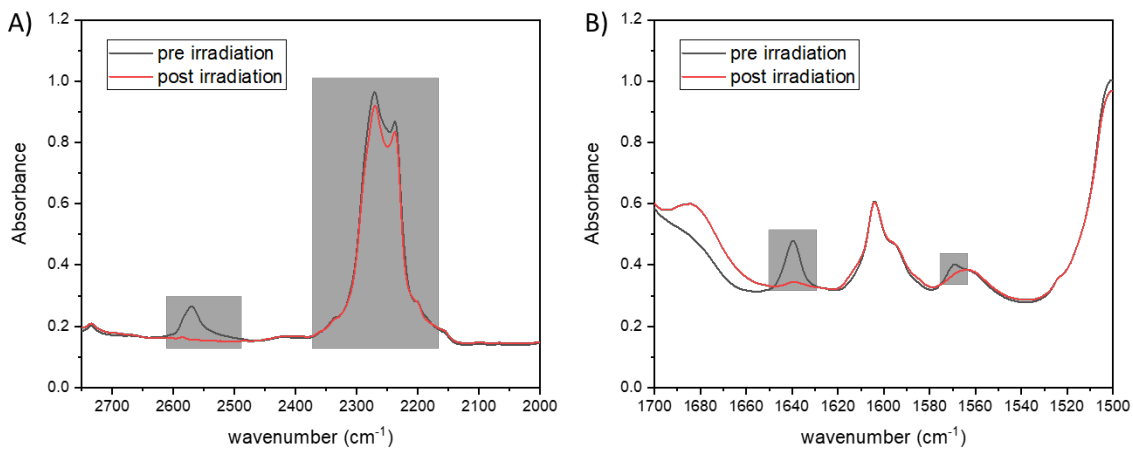 A)
1.2
1.0
0.8
0.6
0.4
0.2
0.0
Absorbance
pre irradiation
post irradiation
2700 2600 2500 2400 2300 2200 2100 2000
wavenumber (cm⁻¹)
B)
1.2
1.0
0.8
0.6
0.4
0.2
0.0
Absorbance
pre irradiation
post irradiation
1700 1680 1660 1640 1620 1600 1580 1560 1540 1520 1500
wavenumber (cm⁻¹)